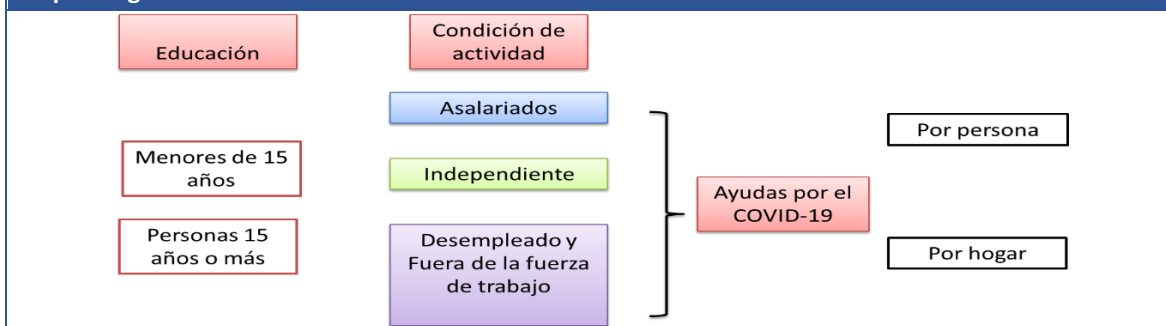 Educación
Condición de
actividad
Asalariados
Por persona
Menores de 15
años
Independiente
Ayudas por el
COVID-19
Personas 15
años o más
Desempleado y
Fuera de la fuerza
de trabajo
Por hogar